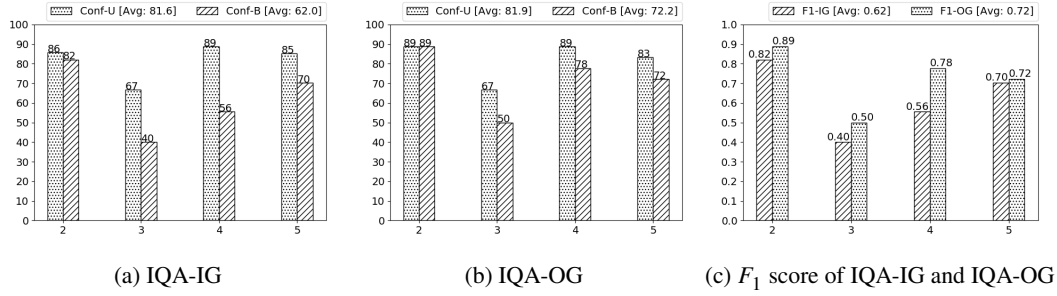 Conf-U [Avg: 81.6] Conf-B [Avg: 62.0]
100
90
80
70
60
50
40
30
20
10
0
86 82 67 40 89 56 85 70
2 3 4 5
(a) IQA-IG
Conf-U [Avg: 81.9] Conf-B [Avg: 72.2]
100
90
80
70
60
50
40
30
20
10
0
89 89 67 50 89 78 83 72
2 3 4 5
(b) IQA-OG
F1-IG [Avg: 0.62] F1-OG [Avg: 0.72]
1.0
0.9
0.8
0.7
0.6
0.5
0.4
0.3
0.2
0.1
0.0
0.82 0.89 0.40 0.50 0.56 0.78 0.70 0.72
2 3 4 5
(c) F1 score of IQA-IG and IQA-OG